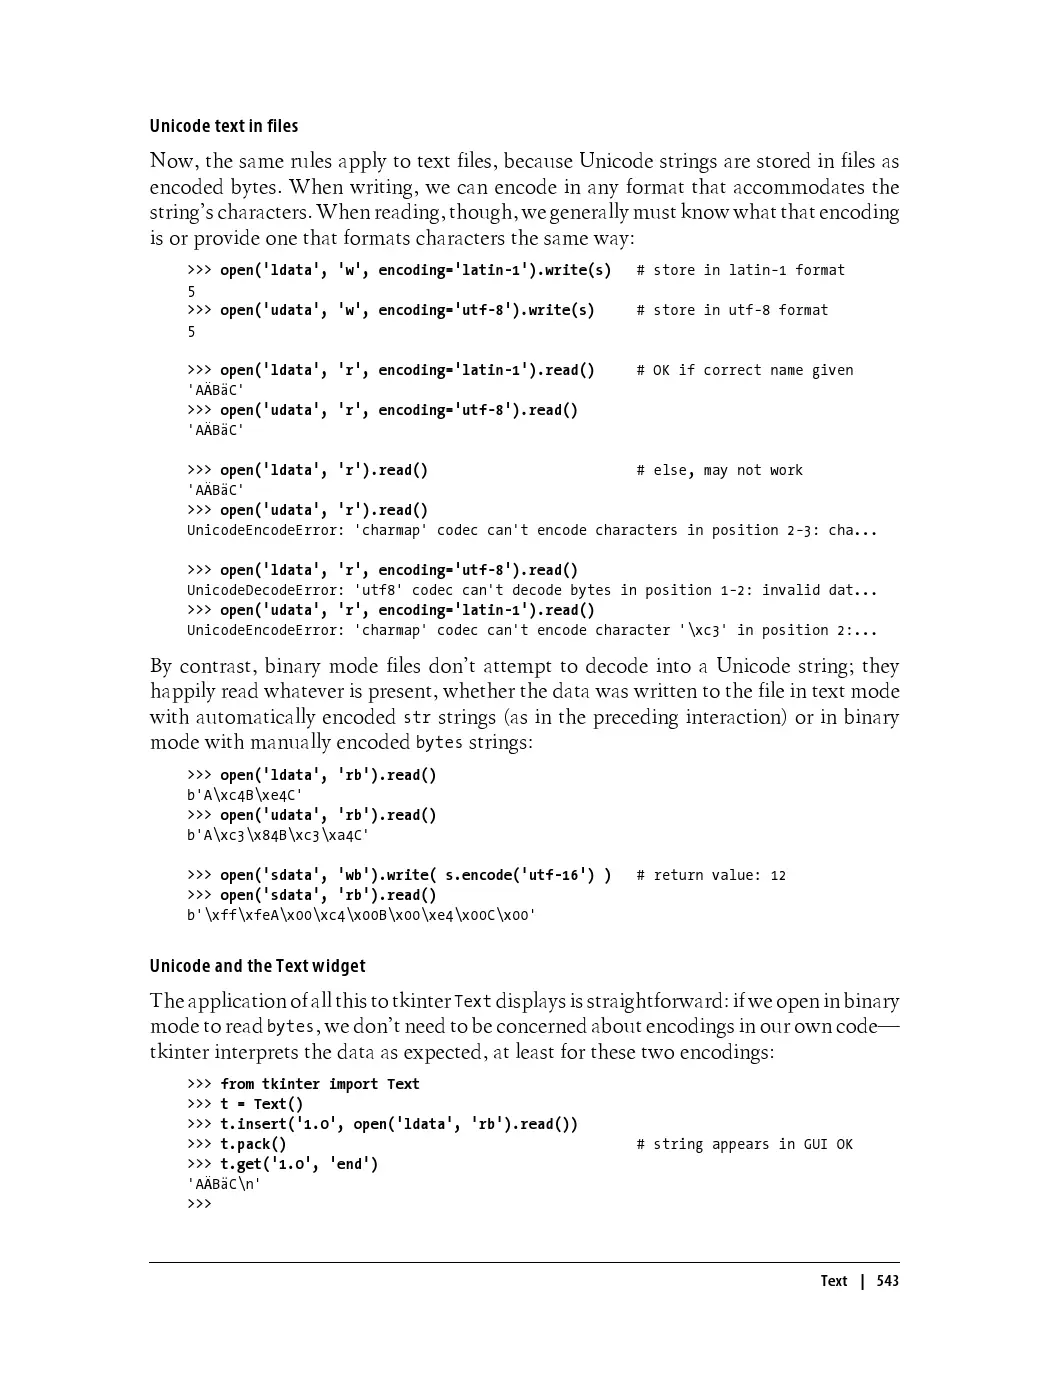 Unicode text in files
Now, the same rules apply to text files, because Unicode strings are stored in files as
encoded bytes. When writing, we can encode in any format that accommodates the
string’s characters. When reading, though, we generally must know what that encoding
is or provide one that formats characters the same way:
>>> open('ldata', 'w', encoding='latin-1').write(s)   # store in latin-1 format
5
>>> open('udata', 'w', encoding='utf-8').write(s)     # store in utf-8 format
5
>>> open('ldata', 'r', encoding='latin-1').read()     # OK if correct name given
'AÄBäC'
>>> open('udata', 'r', encoding='utf-8').read()
'AÄBäC'
>>> open('ldata', 'r').read()                         # else, may not work
'AÄBäC'
>>> open('udata', 'r').read()
UnicodeEncodeError: 'charmap' codec can't encode characters in position 2-3: cha...
>>> open('ldata', 'r', encoding='utf-8').read()
UnicodeDecodeError: 'utf8' codec can't decode bytes in position 1-2: invalid dat...
>>> open('udata', 'r', encoding='latin-1').read()
UnicodeEncodeError: 'charmap' codec can't encode character '\xc3' in position 2:...
By contrast, binary mode files don’t attempt to decode into a Unicode string; they
happily read whatever is present, whether the data was written to the file in text mode
with automatically encoded str strings (as in the preceding interaction) or in binary
mode with manually encoded bytes strings:
>>> open('ldata', 'rb').read()
b'A\xc4B\xe4C'
>>> open('udata', 'rb').read()
b'A\xc3\x84B\xc3\xa4C'
>>> open('sdata', 'wb').write( s.encode('utf-16') )   # return value: 12
>>> open('sdata', 'rb').read()
b'\xff\xfeA\x00\xc4\x00B\x00\xe4\x00C\x00'
Unicode and the Text widget
The application of all this to tkinter Text displays is straightforward: if we open in binary
mode to read bytes, we don’t need to be concerned about encodings in our own code—
tkinter interprets the data as expected, at least for these two encodings:
>>> from tkinter import Text
>>> t = Text()
>>> t.insert('1.0', open('ldata', 'rb').read())
>>> t.pack()                                          # string appears in GUI OK
>>> t.get('1.0', 'end')
'AÄBäC\n'
>>>
Text | 543